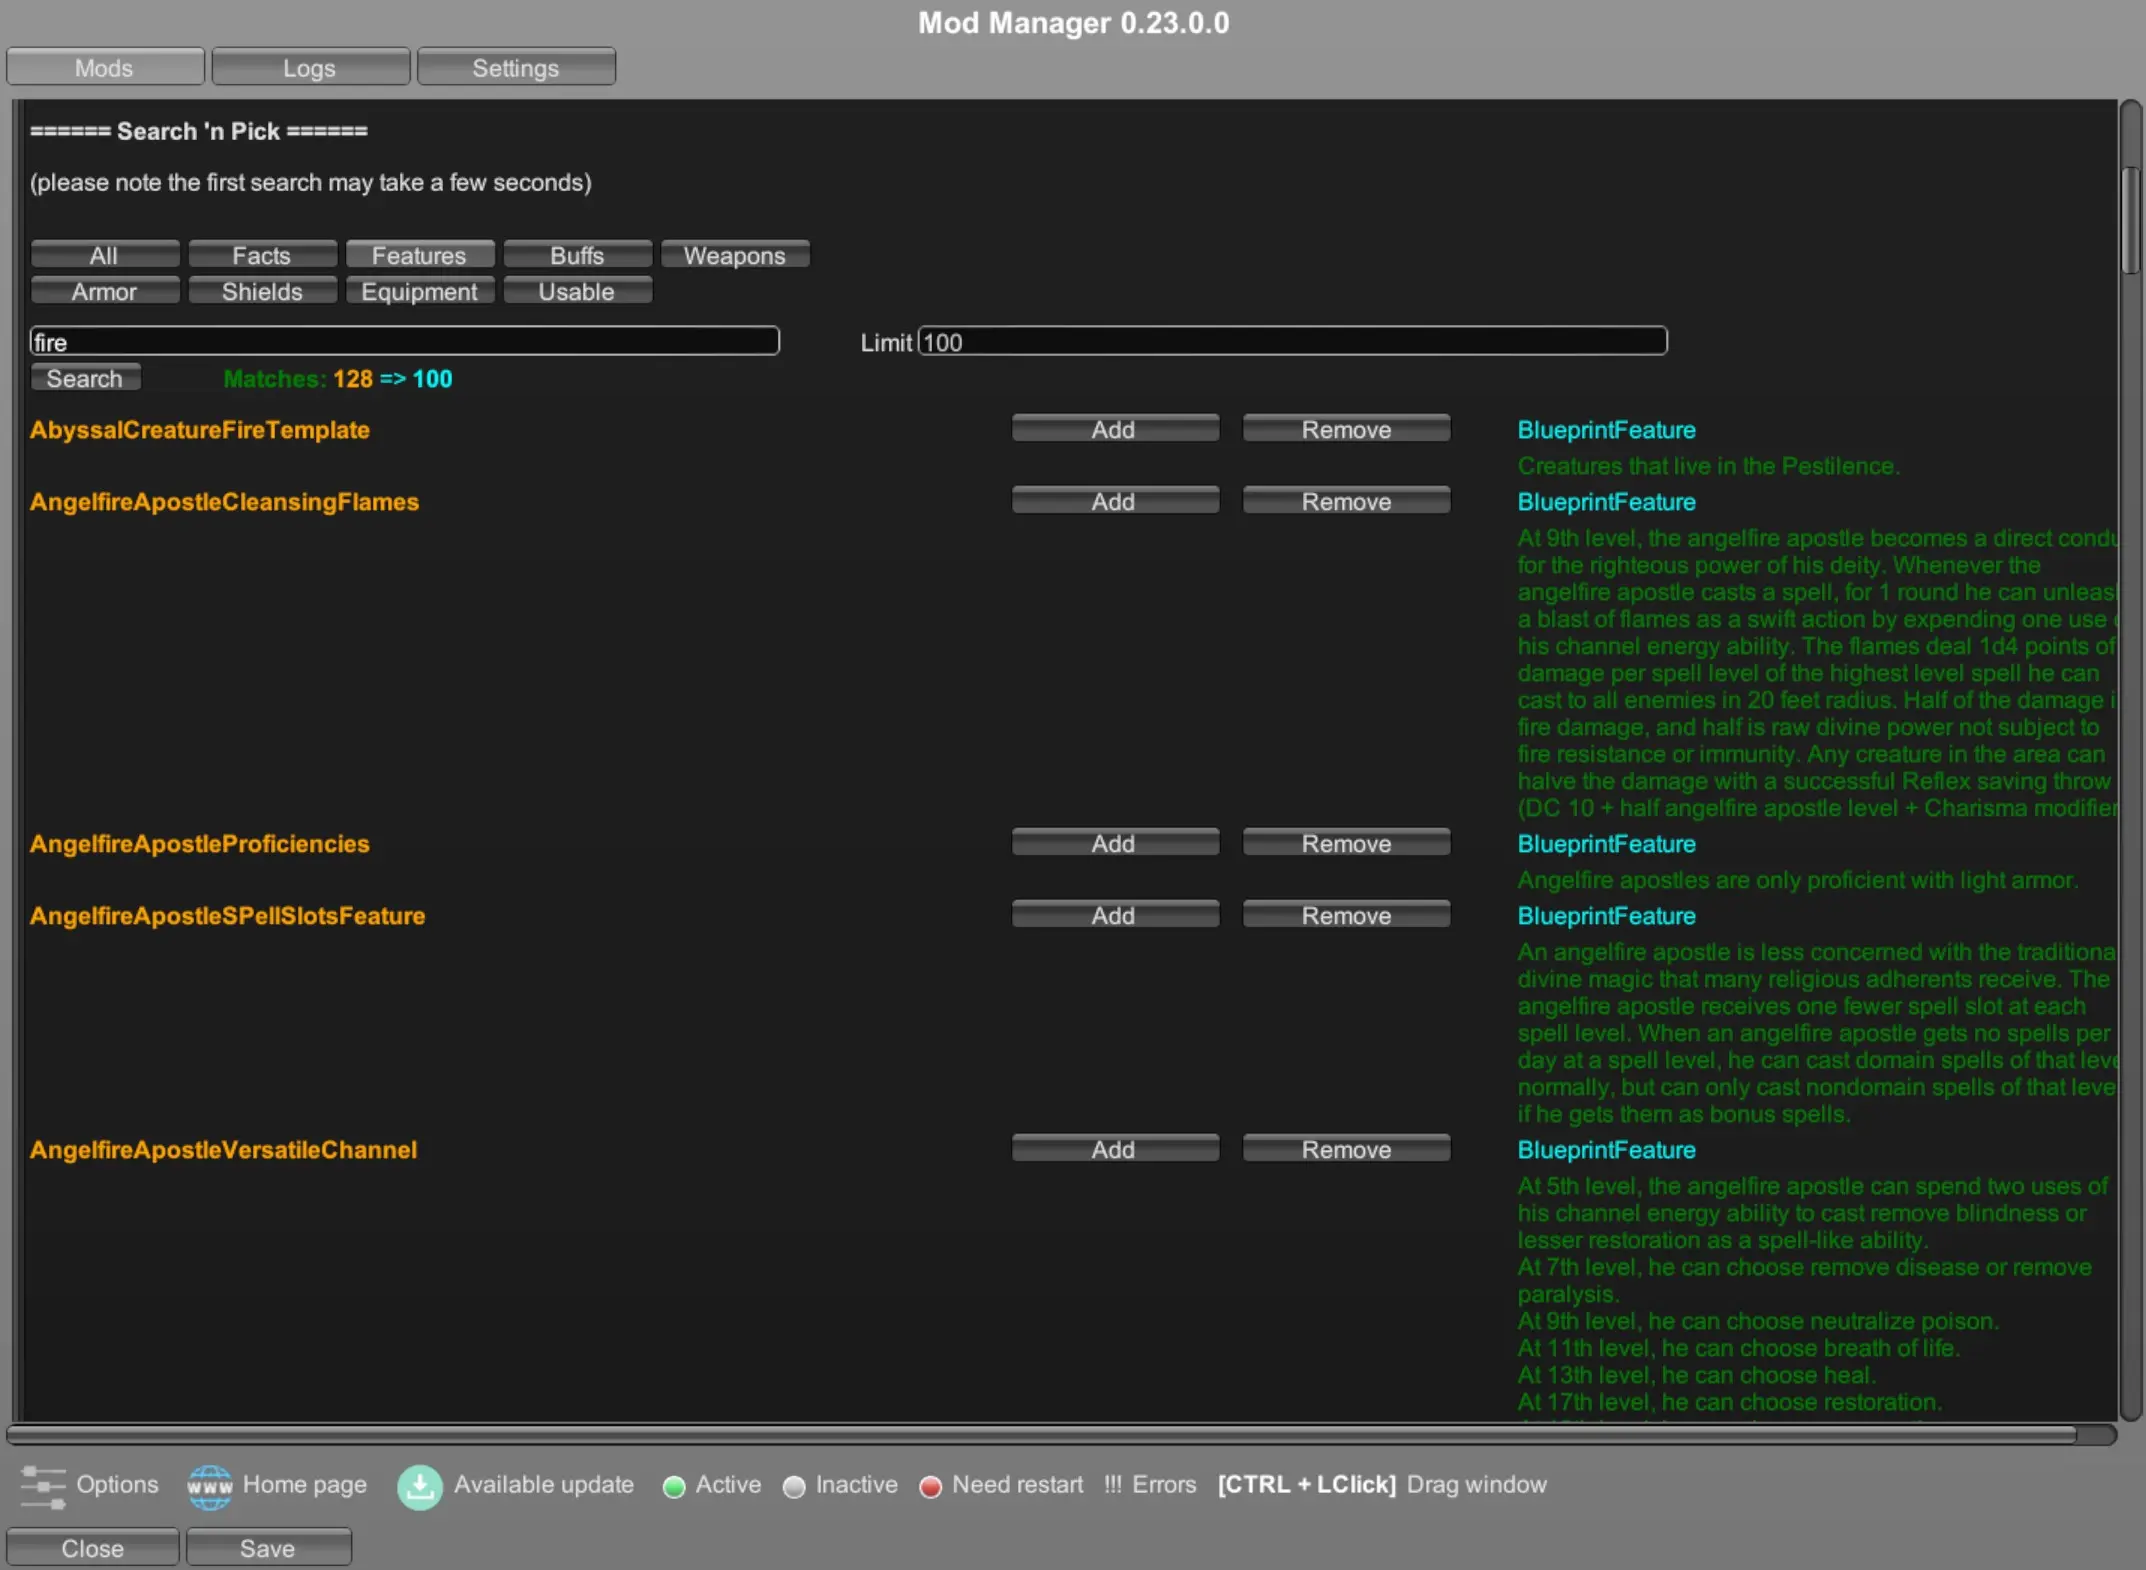 Mod Manager 0.23.0.0
Mods Logs Settings
====== Search 'n Pick ======
(please note the first search may take a few seconds)
All Facts Features Buffs Weapons
Armor Shields Equipment Usable
fire Limit 100
Search Matches: 128 => 100
AbyssalCreatureFireTemplate Add Remove BlueprintFeature
Creatures that live in the Pestilence.
AngelfireApostleCleansingFlames Add Remove BlueprintFeature
At 9th level, the angelfire apostle becomes a direct condu
for the righteous power of his deity. Whenever the
angelfire apostle casts a spell, for 1 round he can unleas
a blast of flames as a swift action by expending one use
his channel energy ability. The flames deal 1d4 points of
damage per spell level of the highest level spell he can
cast to all enemies in 20 feet radius. Half of the damage i
fire damage, and half is raw divine power not subject to
fire resistance or immunity. Any creature in the area can
halve the damage with a successful Reflex saving throw
(DC 10 + half angelfire apostle level + Charisma modifier
AngelfireApostleProficiencies Add Remove BlueprintFeature
Angelfire apostles are only proficient with light armor.
AngelfireApostleSPellSlotsFeature Add Remove BlueprintFeature
An angelfire apostle is less concerned with the traditiona
divine magic that many religious adherents receive. The
angelfire apostle receives one fewer spell slot at each
spell level. When an angelfire apostle gets no spells per
day at a spell level, he can cast domain spells of that leve
normally, but can only cast nondomain spells of that leve
if he gets them as bonus spells.
AngelfireApostleVersatileChannel Add Remove BlueprintFeature
At 5th level, the angelfire apostle can spend two uses of
his channel energy ability to cast remove blindness or
lesser restoration as a spell-like ability.
At 7th level, he can choose remove disease or remove
paralysis.
At 9th level, he can choose neutralize poison.
At 11th level, he can choose breath of life.
At 13th level, he can choose heal.
At 17th level, he can choose restoration.
Options www Home page Available update Active Inactive Need restart !!! Errors [CTRL + LClick] Drag window
Close Save